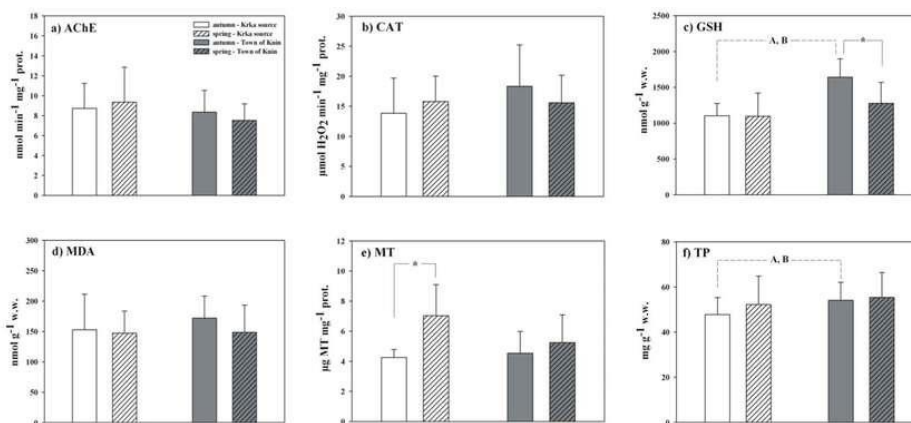 a) AChE
autumn - Krka source
spring - Krka source
autumn - Town of Knin
spring - Town of Knin
nmol min-1 mg-1 prot.
18
16
14
12
10
8
6
4
2
0
b) CAT
µmol H2O2 min-1 mg-1 prot.
30
25
20
15
10
5
0
c) GSH
A, B
*
nmol g-1 w.w.
2500
2000
1500
1000
500
0
d) MDA
nmol g-1 w.w.
300
250
200
150
100
50
0
e) MT
*
µg MT mg-1 prot.
12
10
8
6
4
2
0
f) TP
A, B
mg g-1 w.w.
80
60
40
20
0